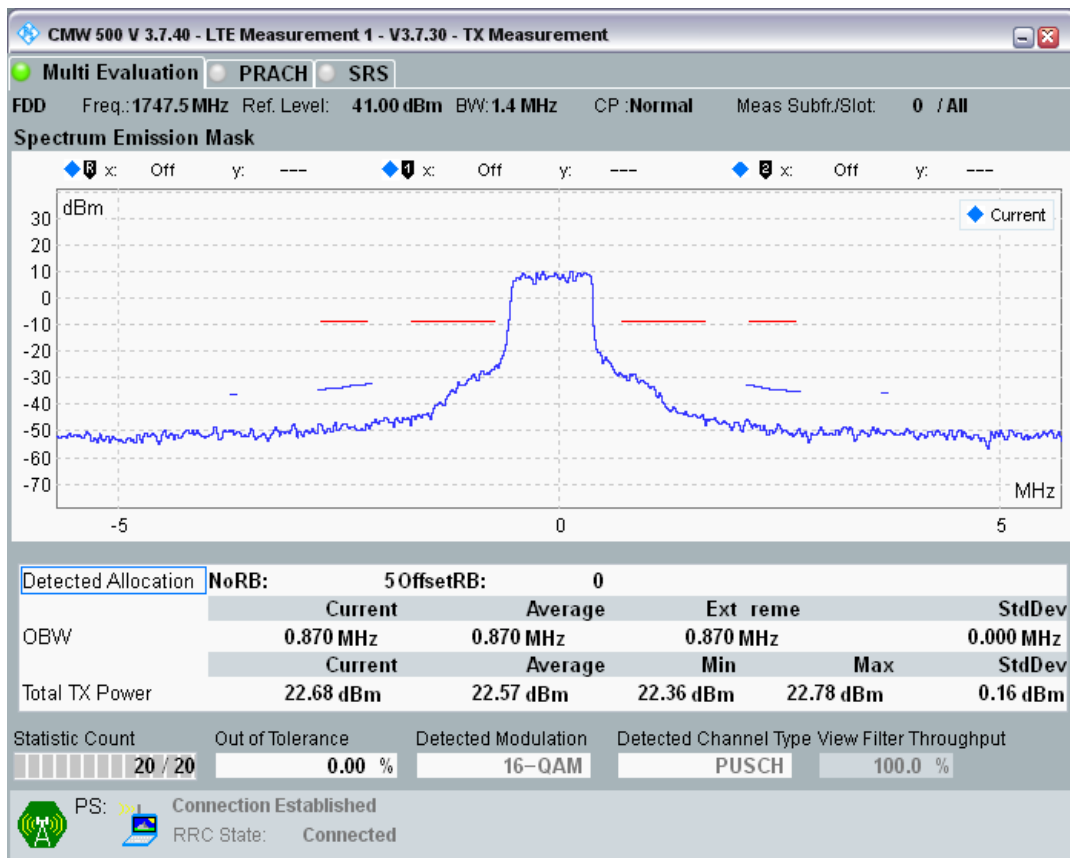 CMW 500 V 3.7.40 - LTE Measurement 1 - V3.7.30 - TX Measurement
Multi Evaluation PRACH SRS
FDD Freq.: 1747.5 MHz Ref. Level: 41.00 dBm BW: 1.4 MHz CP :Normal Meas Subfr./Slot: 0 / All
Spectrum Emission Mask
R x: Off y: --- 1 x: Off y: --- 2 x: Off y: ---
dBm
Current
30
20
10
0
-10
-20
-30
-40
-50
-60
-70
MHz
-5 0 5
Detected Allocation NoRB: 5 OffsetRB: 0
Current Average Ext reme StdDev
OBW 0.870 MHz 0.870 MHz 0.870 MHz 0.000 MHz
Current Average Min Max StdDev
Total TX Power 22.68 dBm 22.57 dBm 22.36 dBm 22.78 dBm 0.16 dBm
Statistic Count Out of Tolerance Detected Modulation Detected Channel Type View Filter Throughput
20 / 20 0.00 % 16-QAM PUSCH 100.0 %
PS: Connection Established
RRC State: Connected